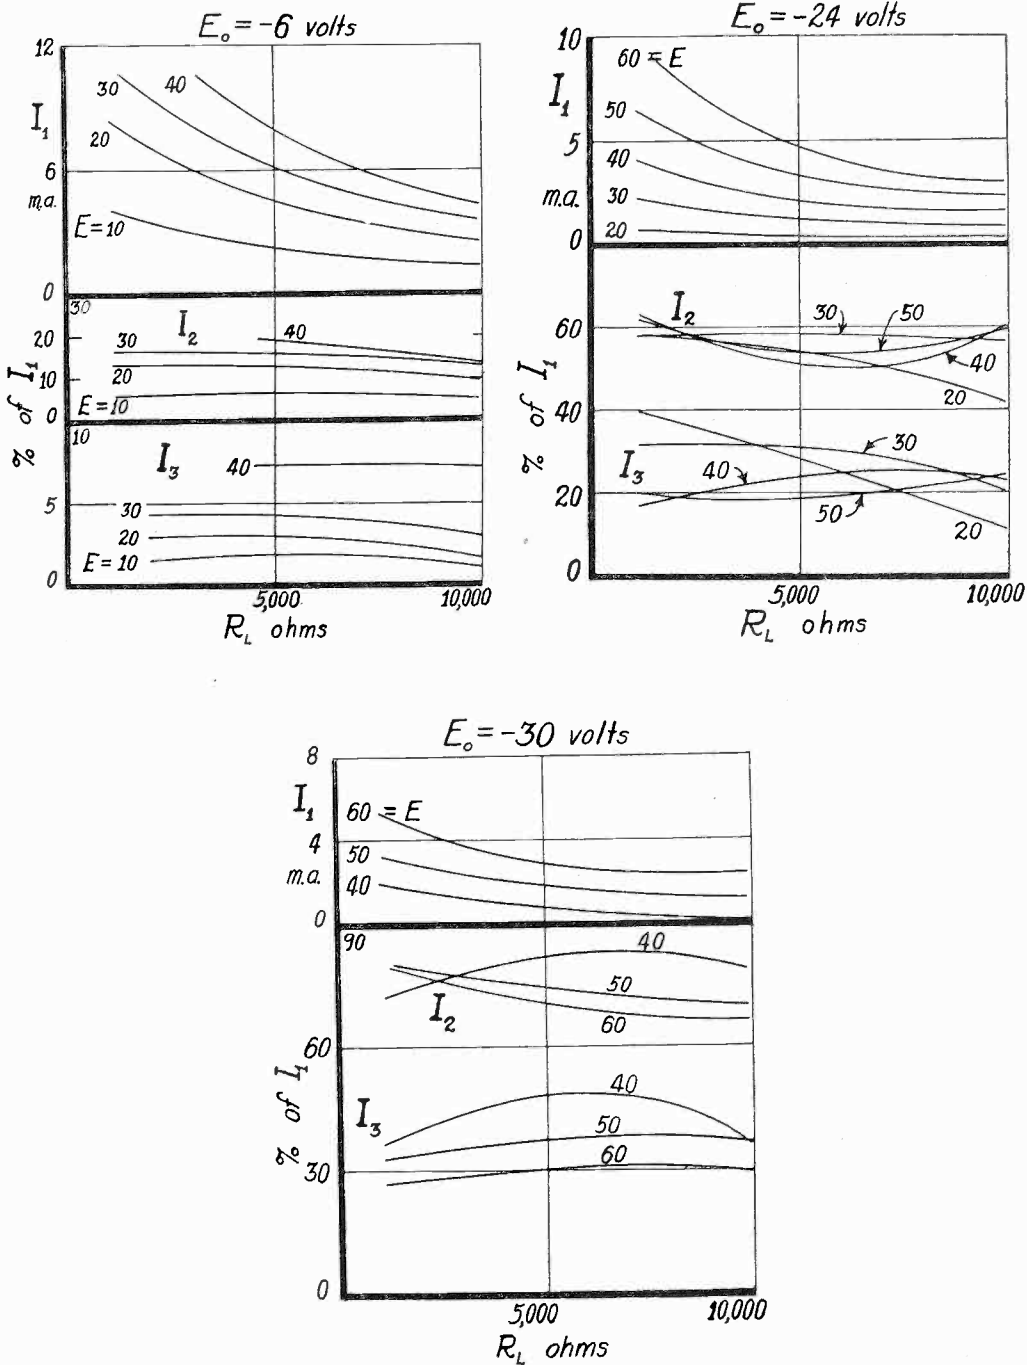 E₀ = -6 volts
12
I₁
6
m.a.
0
30
40
20
E=10
30
20
10
0
I₂
30
40
20
E=10
% of I₁
10
5
0
I₃
40
30
20
E=10
5,000
10,000
R_L ohms
E₀ = -24 volts
10
I₁
5
m.a.
0
60 = E
50
40
30
20
60
40
20
0
% of I₁
I₂
30
50
40
20
I₃
30
40
50
20
5,000
10,000
R_L ohms
E₀ = -30 volts
8
I₁
4
m.a.
0
60 = E
50
40
90
60
30
0
% of I₁
I₂
40
50
60
I₃
40
50
60
5,000
10,000
R_L ohms